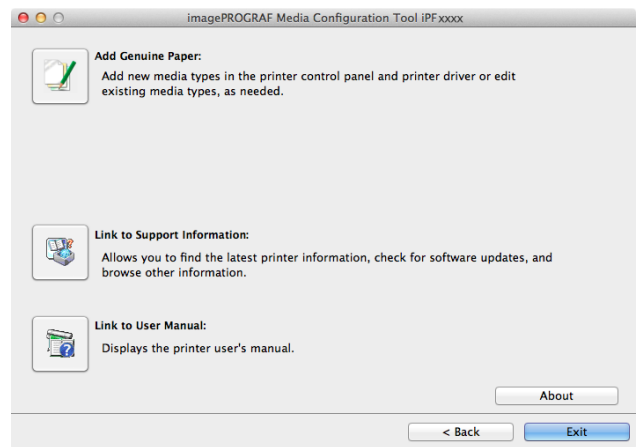 imagePROGRAF Media Configuration Tool iPFxxxx
Add Genuine Paper:
Add new media types in the printer control panel and printer driver or edit
existing media types, as needed.
Link to Support Information:
Allows you to find the latest printer information, check for software updates, and
browse other information.
Link to User Manual:
Displays the printer user's manual.
About
< Back
Exit